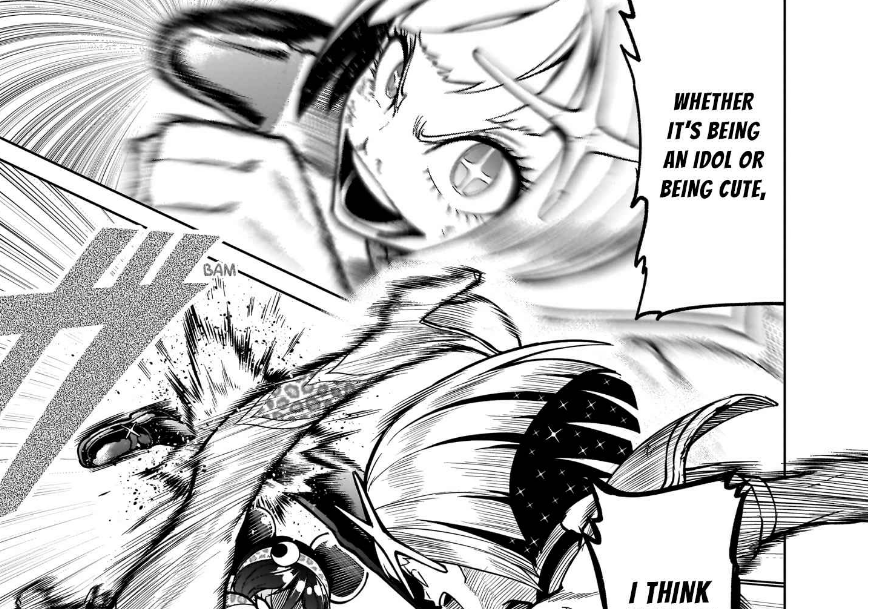 WHETHER
IT'S BEING
AN IDOL OR
BEING CUTE,
BAM
I THINK